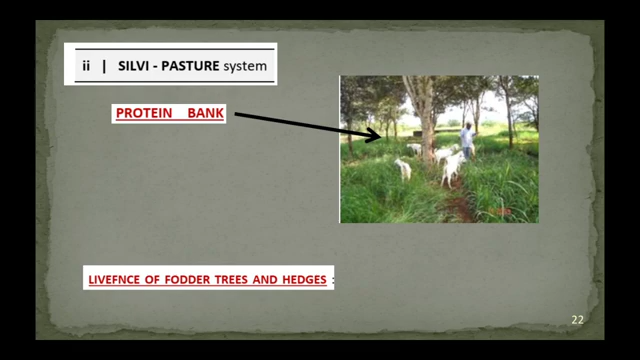 ii | SILVI - PASTURE system
PROTEIN BANK
LIVEFNCE OF FODDER TREES AND HEDGES :
22